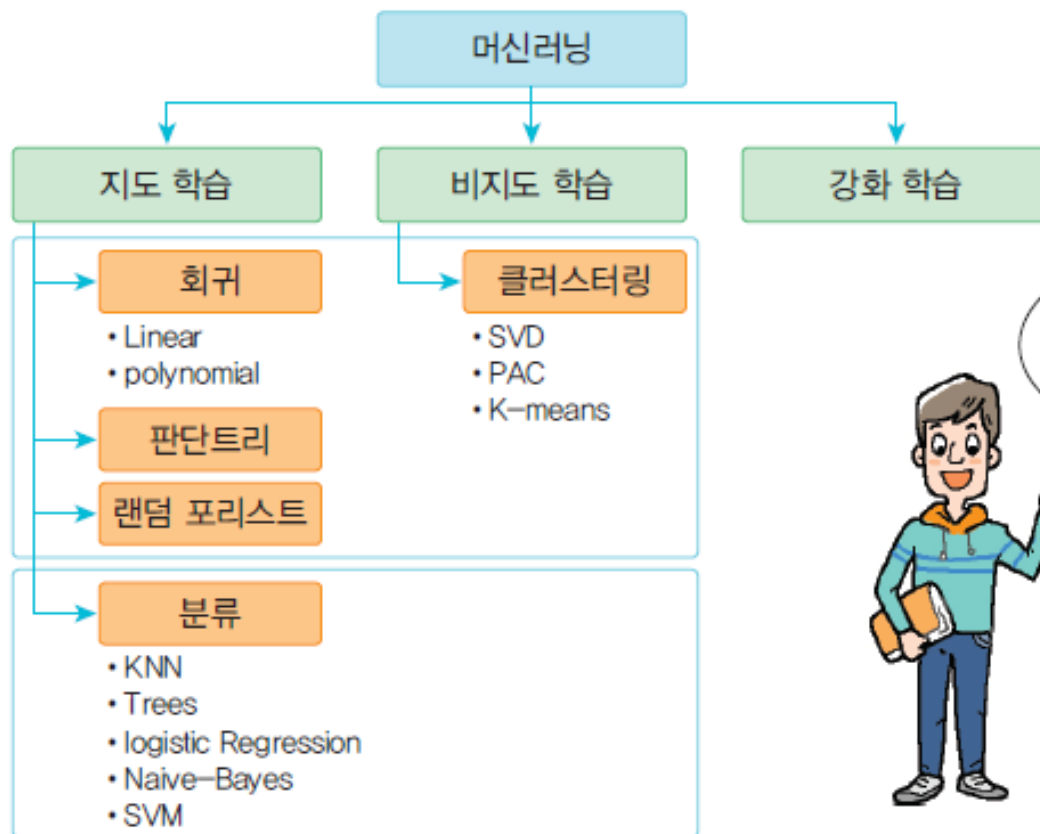 머신러닝
지도 학습
비지도 학습
강화 학습
회귀
• Linear
• polynomial
판단트리
랜덤 포리스트
클러스터링
• SVD
• PAC
• K-means
분류
• KNN
• Trees
• logistic Regression
• Naive-Bayes
• SVM